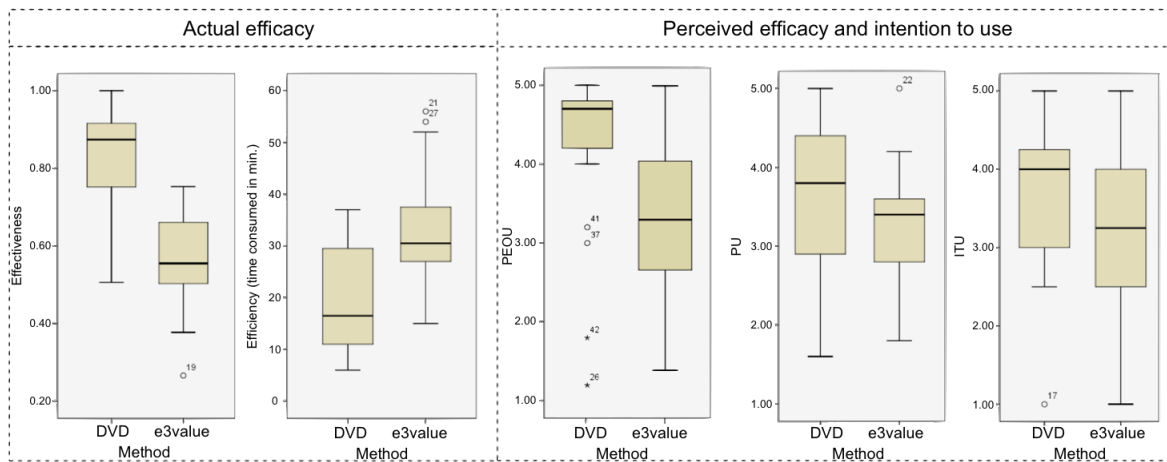 Actual efficacy
Perceived efficacy and intention to use
Effectiveness
1.00
0.80
0.60
0.40
0.20
19
DVD e3value
Method
Efficiency (time consumed in min.)
60
50
40
30
20
10
0
21
27
DVD e3value
Method
PEOU
5.00
4.00
3.00
2.00
1.00
41
37
42
26
DVD e3value
Method
PU
5.00
4.00
3.00
2.00
1.00
22
DVD e3value
Method
ITU
5.00
4.00
3.00
2.00
1.00
17
DVD e3value
Method